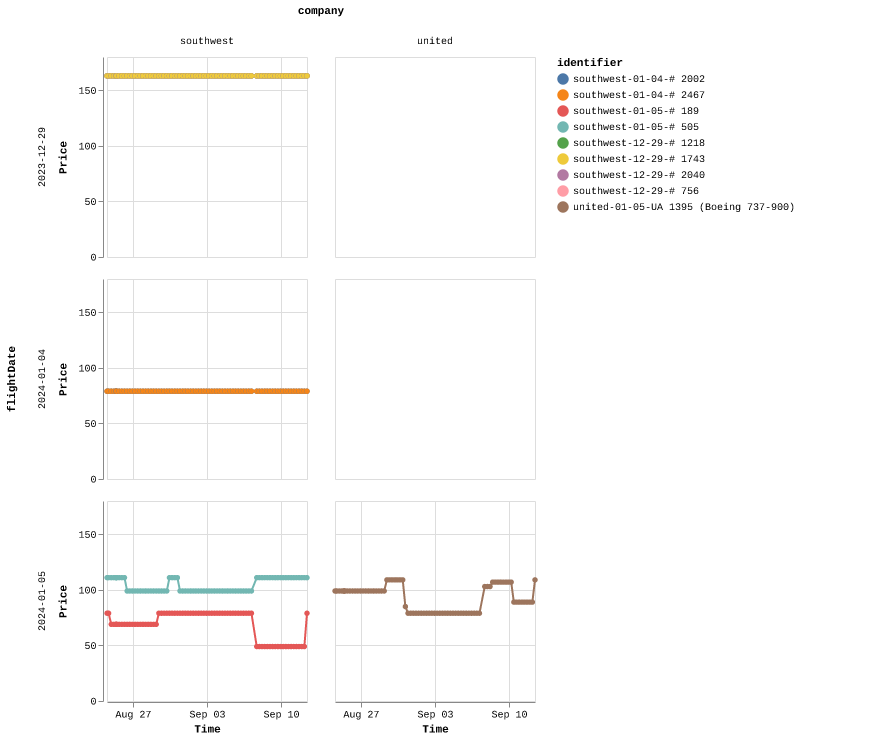 company
southwest
united
identifier
southwest-01-04-# 2002
southwest-01-04-# 2467
southwest-01-05-# 189
southwest-01-05-# 505
southwest-12-29-# 1218
southwest-12-29-# 1743
southwest-12-29-# 2040
southwest-12-29-# 756
united-01-05-UA 1395 (Boeing 737-900)
flightDate
2023-12-29
Price
150
100
50
0
2024-01-04
Price
150
100
50
0
2024-01-05
Price
150
100
50
0
Aug 27
Sep 03
Sep 10
Time
Aug 27
Sep 03
Sep 10
Time